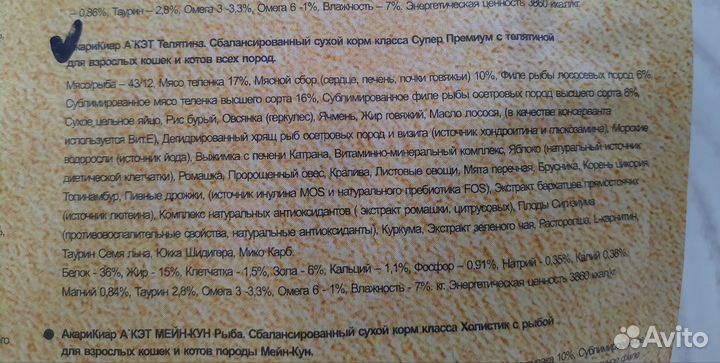 – 0,86%, Таурин – 2,8%, Омега 3 -3,3%, Омега 6 -1%, Влажность – 7%. Энергетическая ценность 3860 ккал/кг.
АкариКиар А`КЭТ Телятина. Сбалансированный сухой корм класса Супер Премиум с телятиной
для взрослых кошек и котов всех пород.
Мясо/рыба – 43/12, Мясо теленка 17%, Мясной сбор (сердце, печень, почки говяжьи) 10%, Филе рыбы лососевых пород 6%,
Сублимированное мясо теленка высшего сорта 16%, Сублимированное филе рыбы осетровых пород высшего сорта 6%,
Сухое цельное яйцо, Рис бурый, Овсянка (геркулес), Ячмень, Жир говяжий, Масло лосося, (в качестве консерванта
используется Вит.Е), Дегидрированный хрящ рыб осетровых пород и визига (источник хондроитина и глюкозамина), Морские
водоросли (источник йода), Выжимка с печени Катрана, Витаминно-минеральный комплекс, Яблоко (натуральный источник
диетической клетчатки), Ромашка, Пророщенный овес, Крапива, Листовые овощи, Мята перечная, Брусника, Корень цикория,
Топинамбур, Пивные дрожжи, (источник инулина MOS и натурального пребиотика FOS), Экстракт бархатцев прямостоячих
(источник лютеина), Комплекс натуральных антиоксидантов ( Экстракт ромашки, цитрусовых), Плоды Сизигиума
(противовоспалительные свойства, натуральные антиоксиданты), Куркума, Экстракт зеленого чая, Расторопша, L-карнитин,
Таурин Семя льна, Юкка Шидигера, Мико Карб.
Белок - 36%, Жир - 15%, Клетчатка - 1,5%, Зола - 6%, Кальций – 1,1%, Фосфор – 0,91%, Натрий - 0,35%, Калий 0,38%,
Магний 0,84%, Таурин 2,8%, Омега 3 -3,3%, Омега 6 - 1%, Влажность - 7%. кг. Энергетическая ценность 3860 ккал/кг
АкариКиар А`КЭТ МЕЙН-КУН Рыба. Сбалансированный сухой корм класса Холистик с рыбой
для взрослых кошек и котов породы Мейн-Кун.
Avito